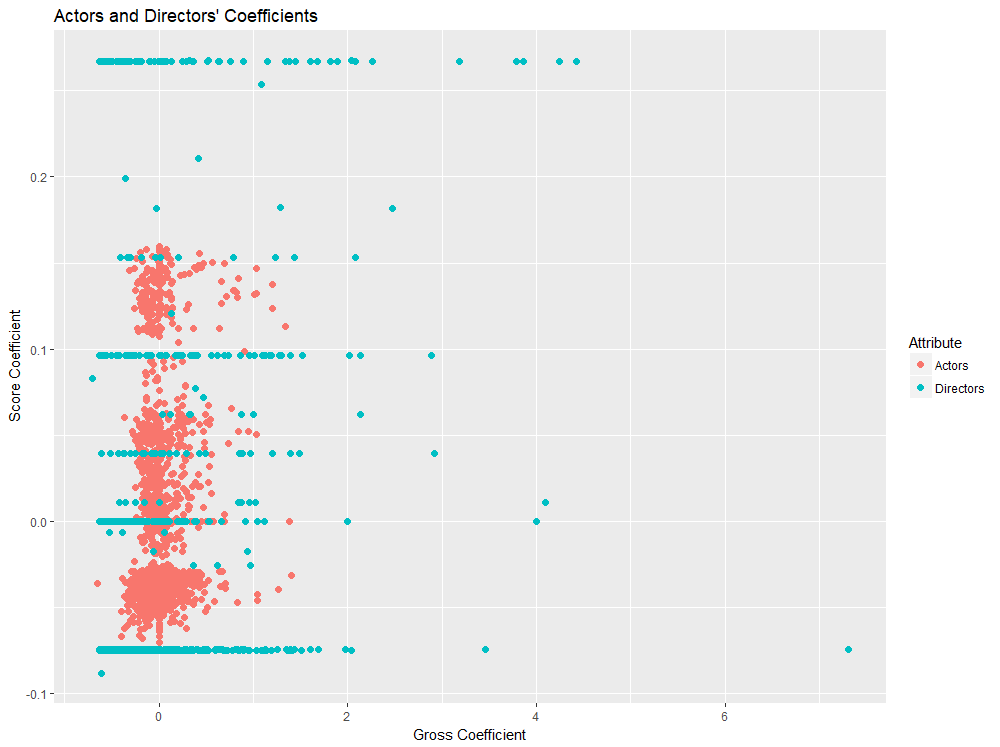 Actors and Directors' Coefficients
Score Coefficient
0.2
0.1
0.0
-0.1
0
2
4
6
Gross Coefficient
Attribute
Actors
Directors